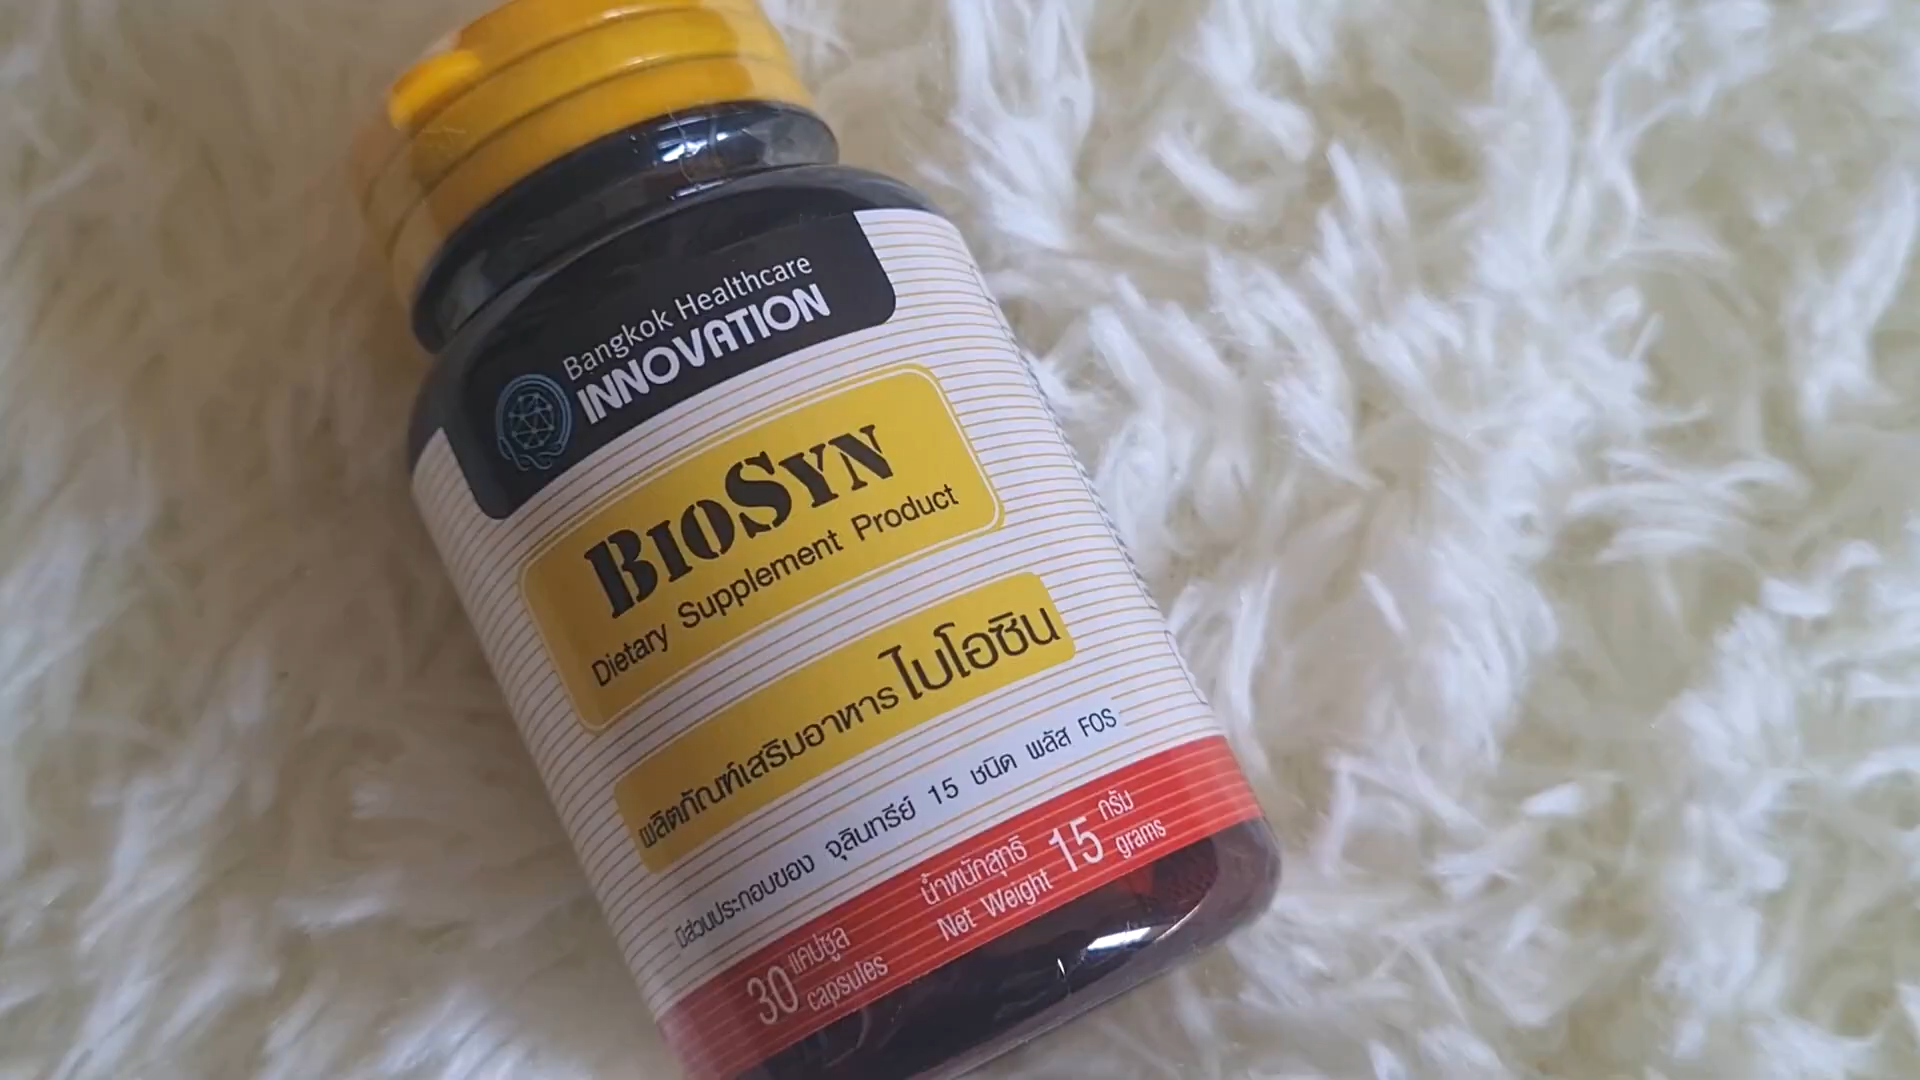 Bangkok Healthcare
INNOVATION
BIOSYN
Dietary Supplement Product
ผลิตภัณฑ์เสริมอาหาร ไบโอซิน
มีส่วนประกอบของ จุลินทรีย์ 15 ชนิด พลัส FOS
30 แคปซูล capsules
น้ำหนักสุทธิ Net Weight 15 กรัม grams